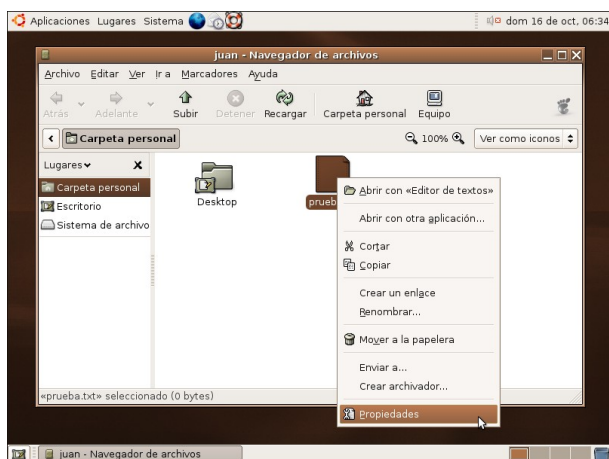 Aplicaciones Lugares Sistema dom 16 de oct, 06:34
juan - Navegador de archivos
Archivo Editar Ver Ir a Marcadores Ayuda
Atrás Adelante Subir Detener Recargar Carpeta personal Equipo
Carpeta personal 100% Ver como iconos
Lugares
Carpeta personal
Escritorio
Sistema de archivo
Desktop
prueb
Abrir con «Editor de textos»
Abrir con otra aplicación...
Cortar
Copiar
Crear un enlace
Renombrar...
Mover a la papelera
Enviar a...
Crear archivador...
Propiedades
«prueba.txt» seleccionado (0 bytes)
juan - Navegador de archivos